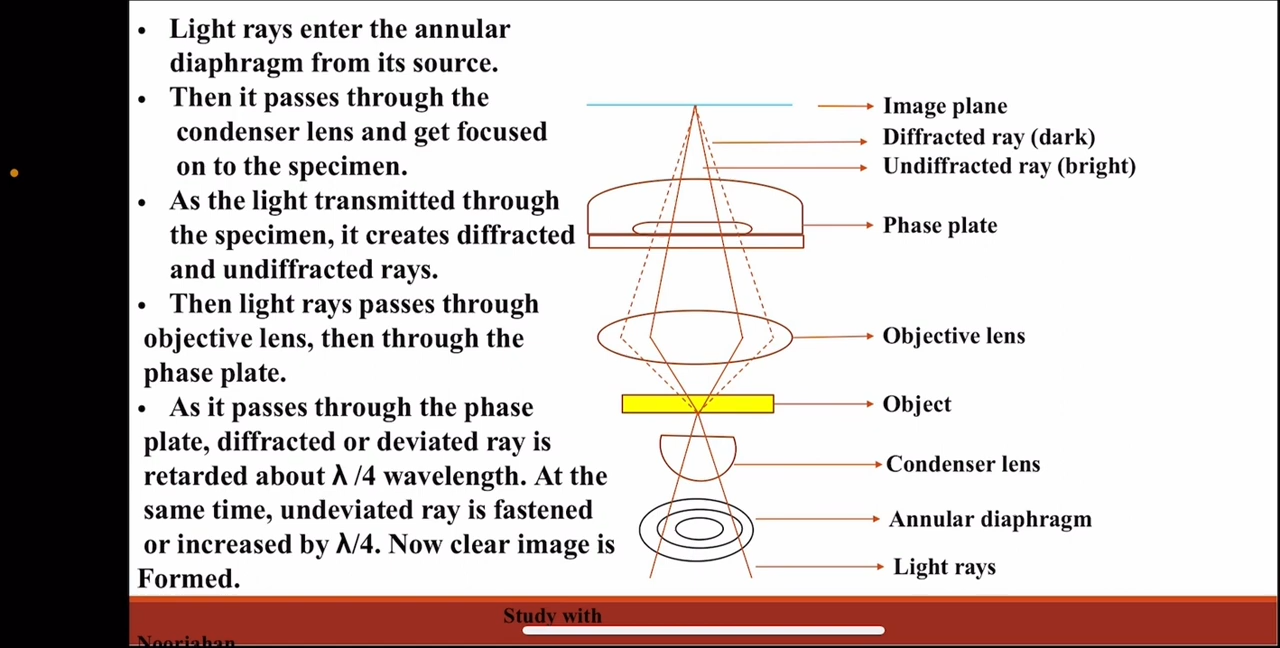 • Light rays enter the annular
diaphragm from its source.
• Then it passes through the
condenser lens and get focused
on to the specimen.
• As the light transmitted through
the specimen, it creates diffracted
and undiffracted rays.
• Then light rays passes through
objective lens, then through the
phase plate.
• As it passes through the phase
plate, diffracted or deviated ray is
retarded about λ /4 wavelength. At the
same time, undeviated ray is fastened
or increased by λ/4. Now clear image is
Formed.
Image plane
Diffracted ray (dark)
Undiffracted ray (bright)
Phase plate
Objective lens
Object
Condenser lens
Annular diaphragm
Light rays
Study with
Noorjahan